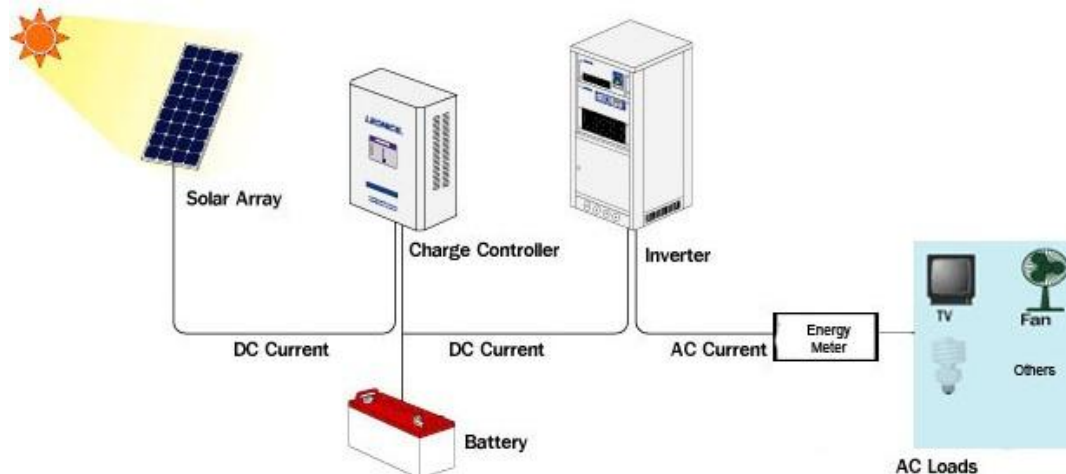 LEONICS
Solar Array
Charge Controller
Inverter
DC Current
DC Current
AC Current
Energy
Meter
TV
Fan
Others
Battery
AC Loads